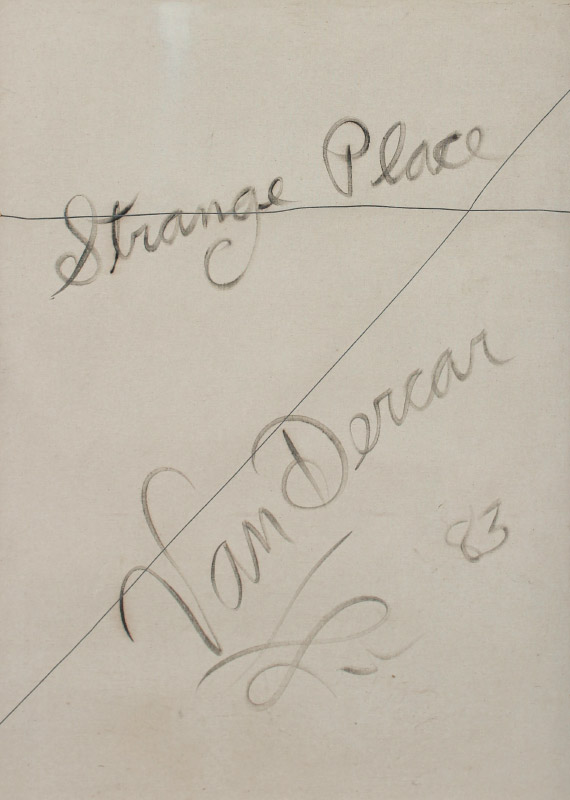 Strange Place
Van Dercar
83